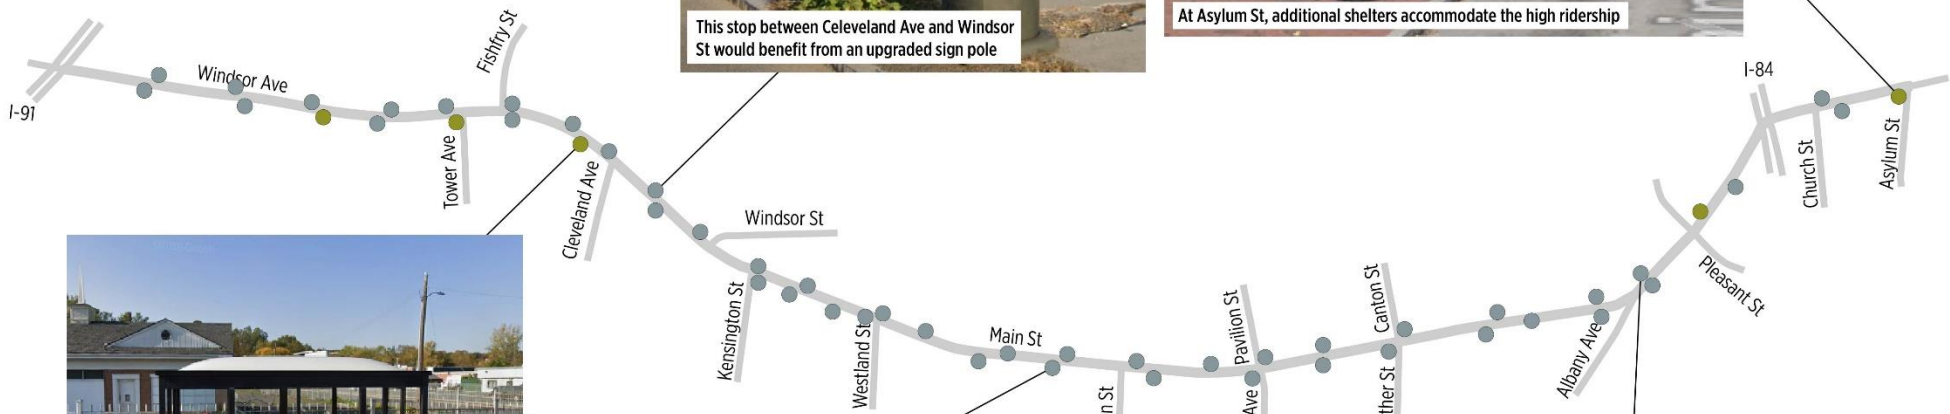 This stop between Celeveland Ave and Windsor
St would benefit from an upgraded sign pole
At Asylum St, additional shelters accommodate the high ridership
I-91
Windsor Ave
Fishfry St
Tower Ave
Cleveland Ave
Windsor St
Kensington St
Westland St
Main St
Pavilion St
Ave
Canton St
Albany Ave
Pleasant St
I-84
Church St
Asylum St